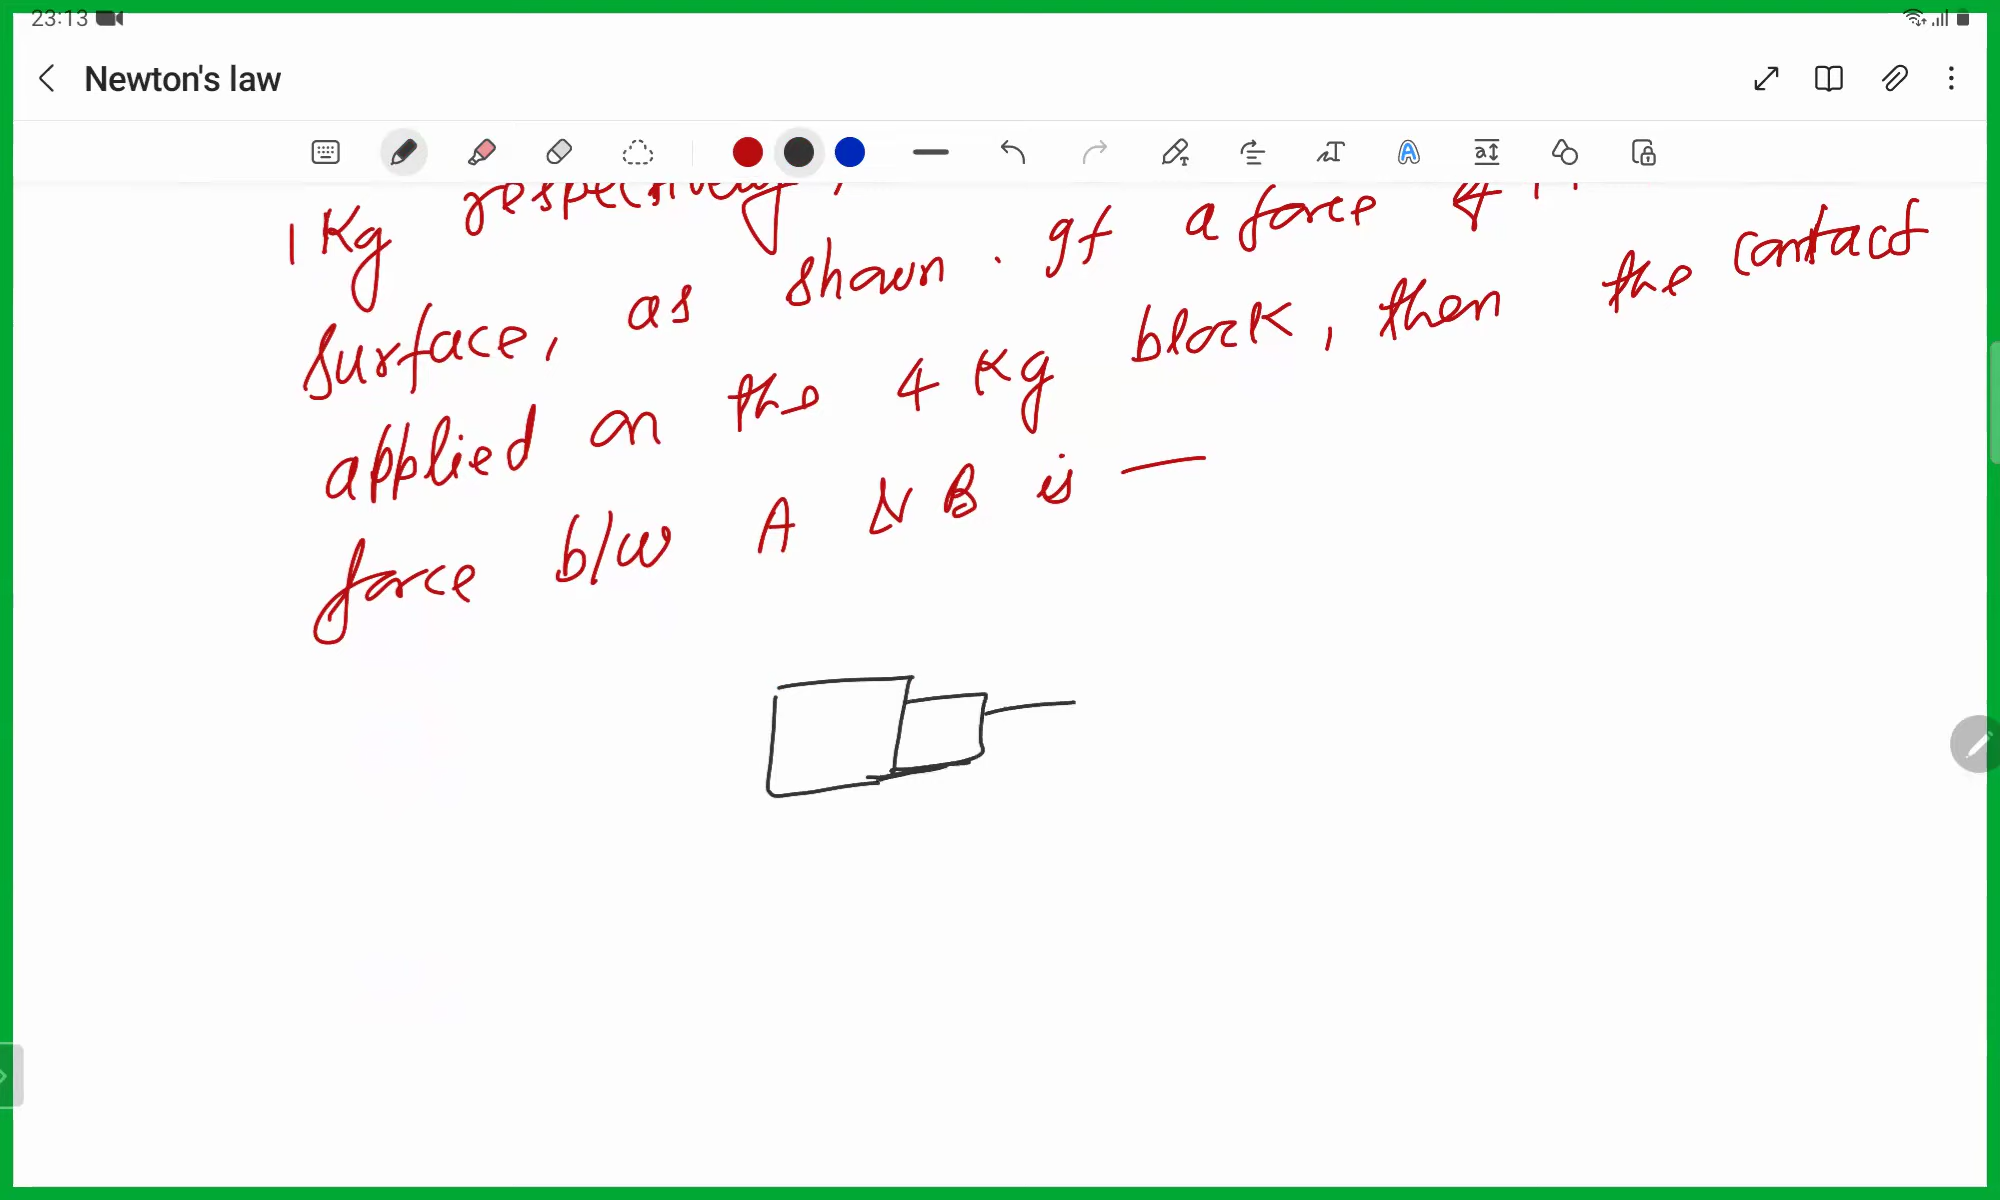 23:13
Newton's law
1 Kg respectively,
surface, as shown. If a force 4
applied on the 4 Kg block, then the contact
force b/w A & B is —